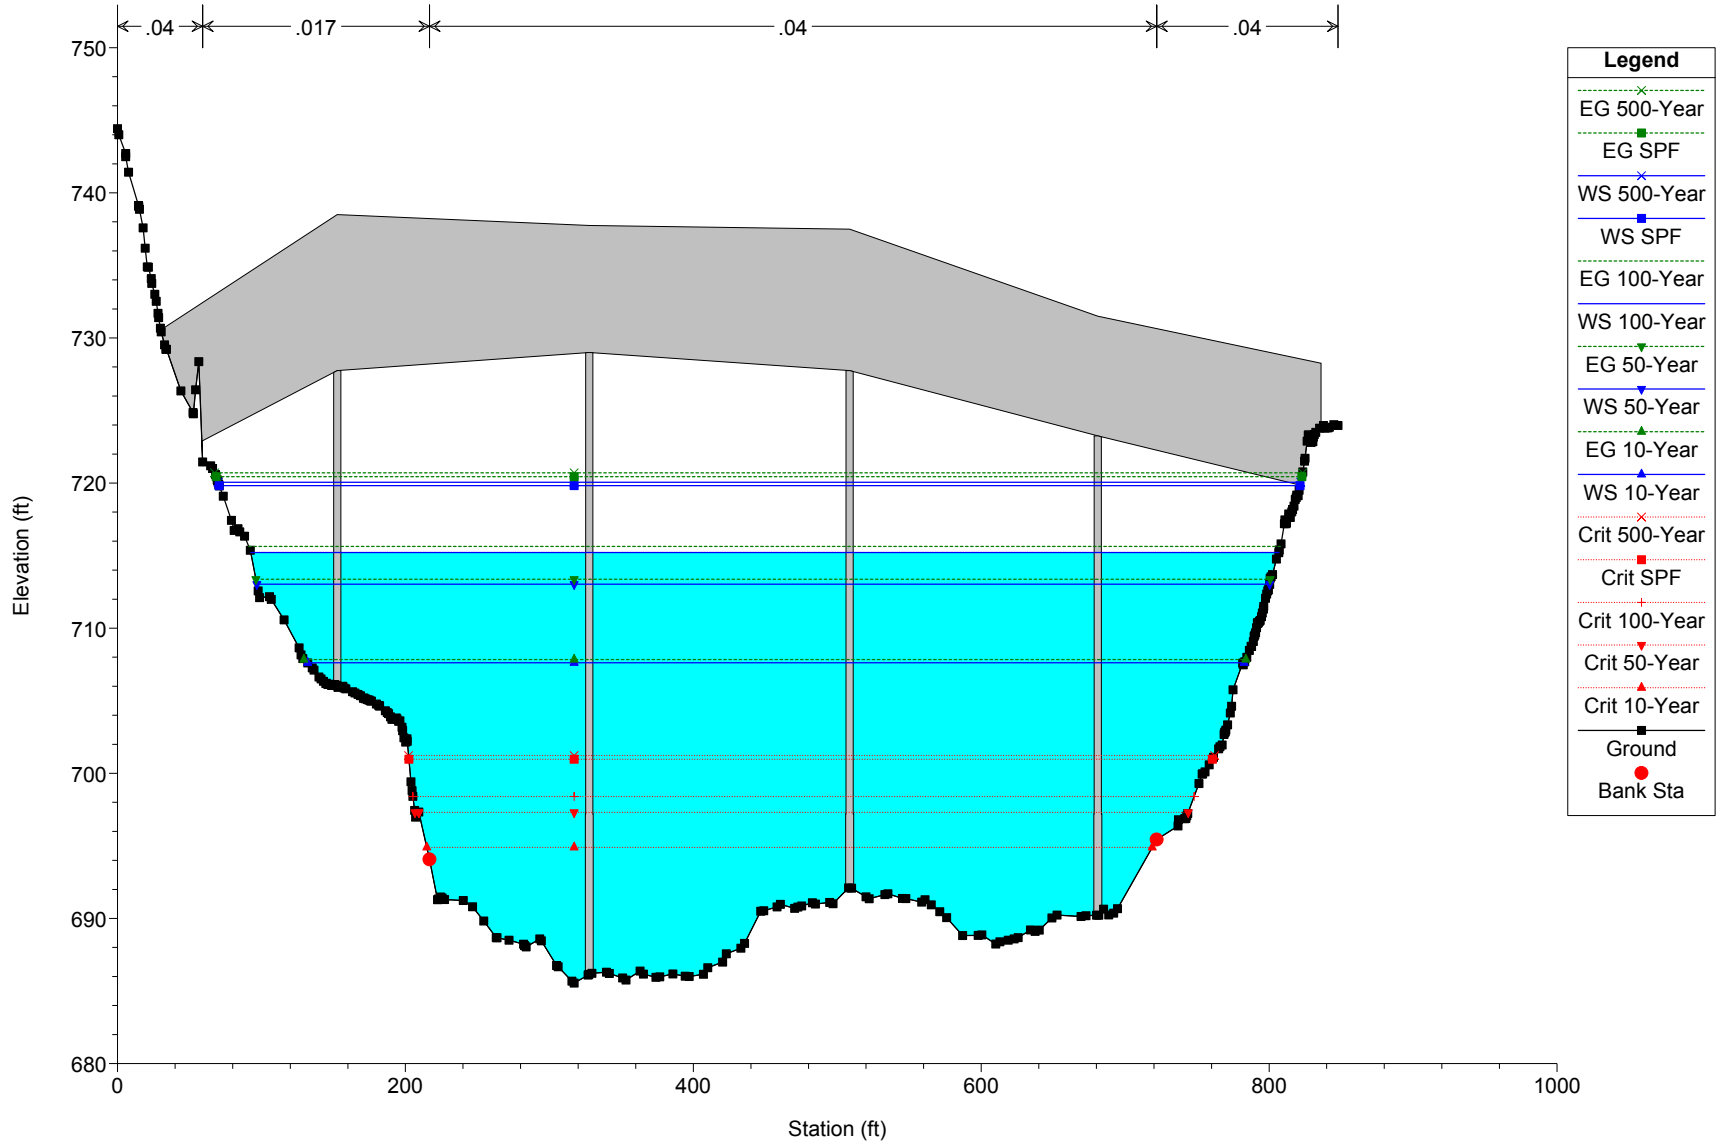 .04 .017 .04 .04
750
740
730
720
710
700
690
680
0 200 400 600 800 1000
Elevation (ft)
Station (ft)
Legend
EG 500-Year
EG SPF
WS 500-Year
WS SPF
EG 100-Year
WS 100-Year
EG 50-Year
WS 50-Year
EG 10-Year
WS 10-Year
Crit 500-Year
Crit SPF
Crit 100-Year
Crit 50-Year
Crit 10-Year
Ground
Bank Sta